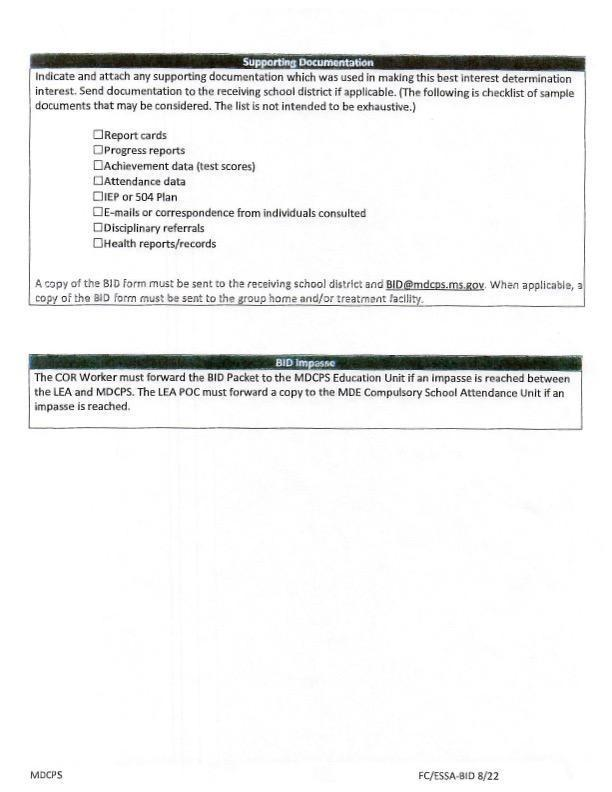 Supporting Documentation
Indicate and attach any supporting documentation which was used in making this best interest determination
interest. Send documentation to the receiving school district if applicable. (The following is checklist of sample
documents that may be considered. The list is not intended to be exhaustive.)
☐Report cards
☐Progress reports
☐Achievement data (test scores)
☐Attendance data
☐IEP or 504 Plan
☐E-mails or correspondence from individuals consulted
☐Disciplinary referrals
☐Health reports/records
A copy of the BID form must be sent to the receiving school district and BID@mdcps.ms.gov. When applicable, a
copy of the BID form must be sent to the group home and/or treatment facility.
BID Impasse
The COR Worker must forward the BID Packet to the MDCPS Education Unit if an impasse is reached between
the LEA and MDCPS. The LEA POC must forward a copy to the MDE Compulsory School Attendance Unit if an
impasse is reached.
MDCPS
FC/ESSA-BID 8/22